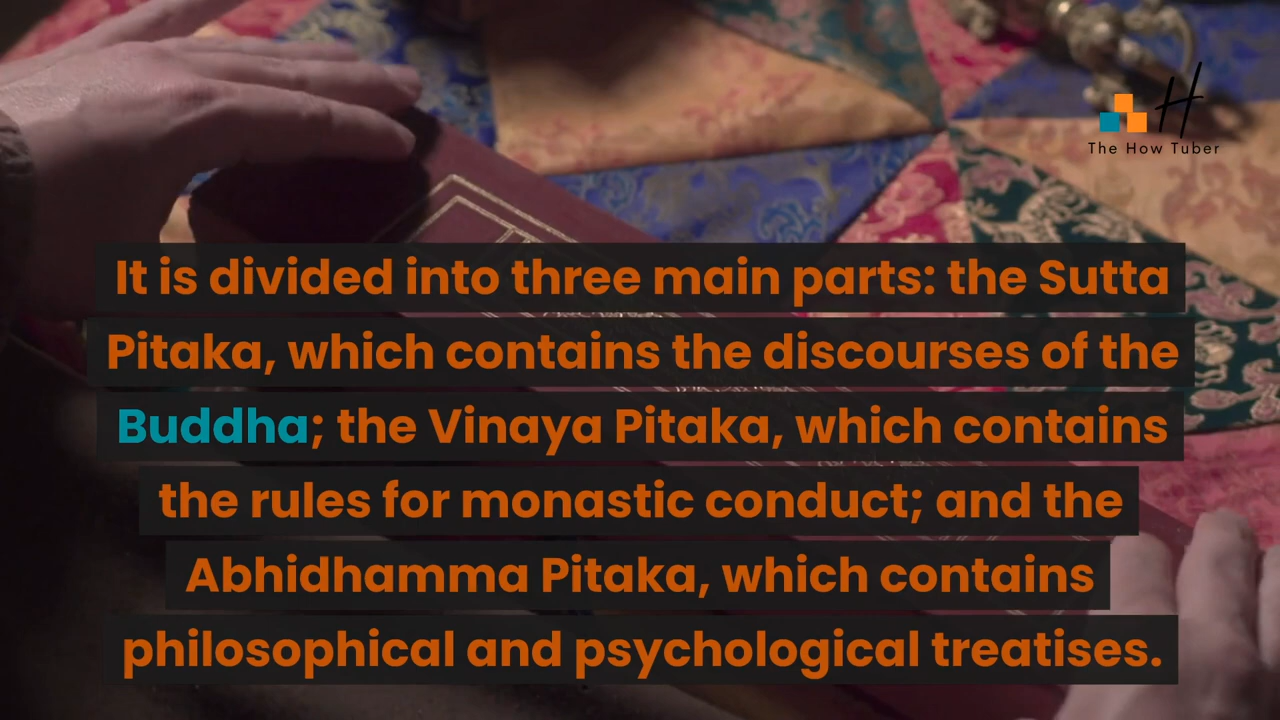 H
The How Tuber
It is divided into three main parts: the Sutta
Pitaka, which contains the discourses of the
Buddha; the Vinaya Pitaka, which contains
the rules for monastic conduct; and the
Abhidhamma Pitaka, which contains
philosophical and psychological treatises.